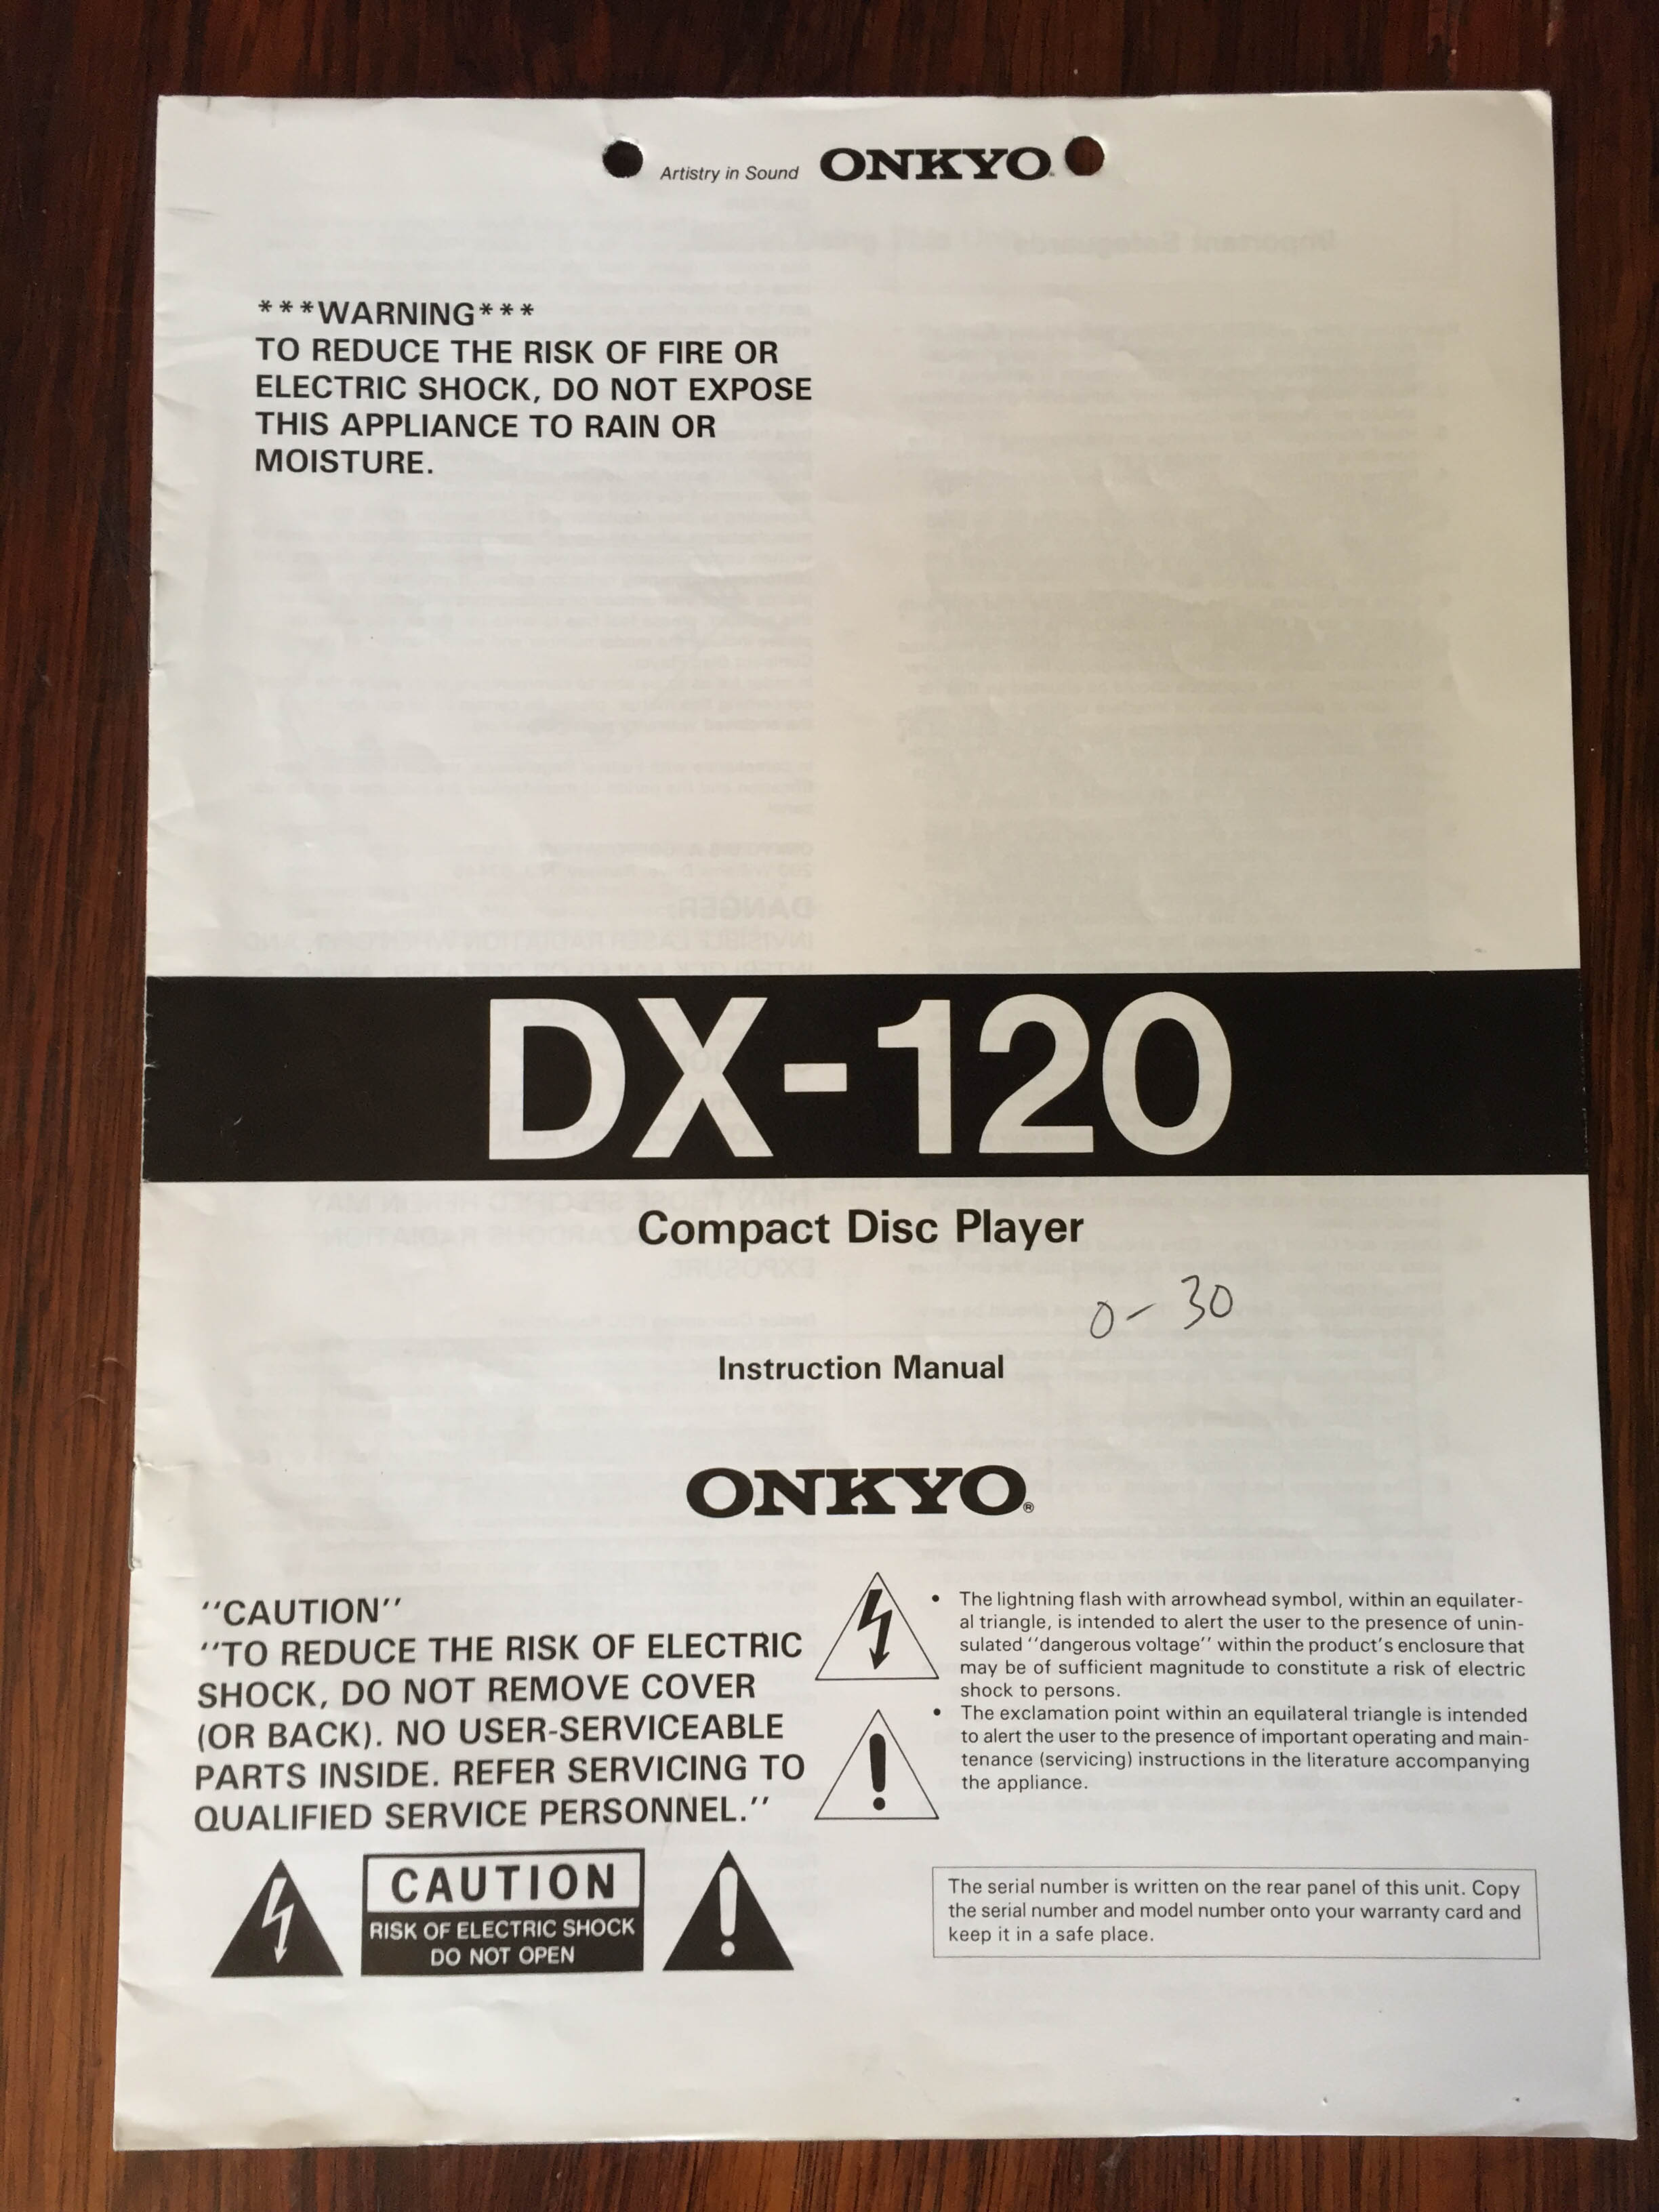 Artistry in Sound ONKYO®
***WARNING***
TO REDUCE THE RISK OF FIRE OR
ELECTRIC SHOCK, DO NOT EXPOSE
THIS APPLIANCE TO RAIN OR
MOISTURE.
DX-120
Compact Disc Player
0-30
Instruction Manual
ONKYO®
''CAUTION''
''TO REDUCE THE RISK OF ELECTRIC
SHOCK, DO NOT REMOVE COVER
(OR BACK). NO USER-SERVICEABLE
PARTS INSIDE. REFER SERVICING TO
QUALIFIED SERVICE PERSONNEL.''
• The lightning flash with arrowhead symbol, within an equilater-
al triangle, is intended to alert the user to the presence of unin-
sulated ''dangerous voltage'' within the product's enclosure that
may be of sufficient magnitude to constitute a risk of electric
shock to persons.
• The exclamation point within an equilateral triangle is intended
to alert the user to the presence of important operating and main-
tenance (servicing) instructions in the literature accompanying
the appliance.
CAUTION
RISK OF ELECTRIC SHOCK
DO NOT OPEN
The serial number is written on the rear panel of this unit. Copy
the serial number and model number onto your warranty card and
keep it in a safe place.